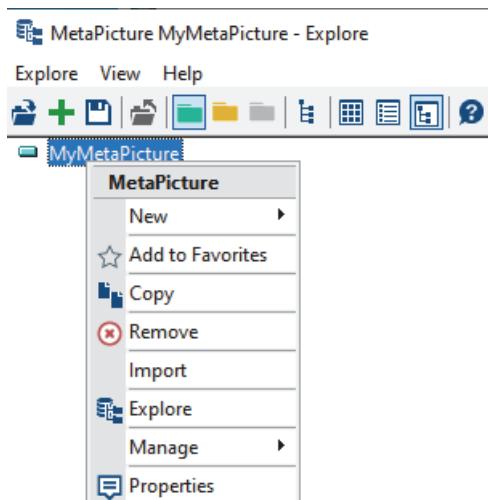 MetaPicture MyMetaPicture - Explore
Explore View Help
MyMetaPicture
MetaPicture
New
Add to Favorites
Copy
Remove
Import
Explore
Manage
Properties